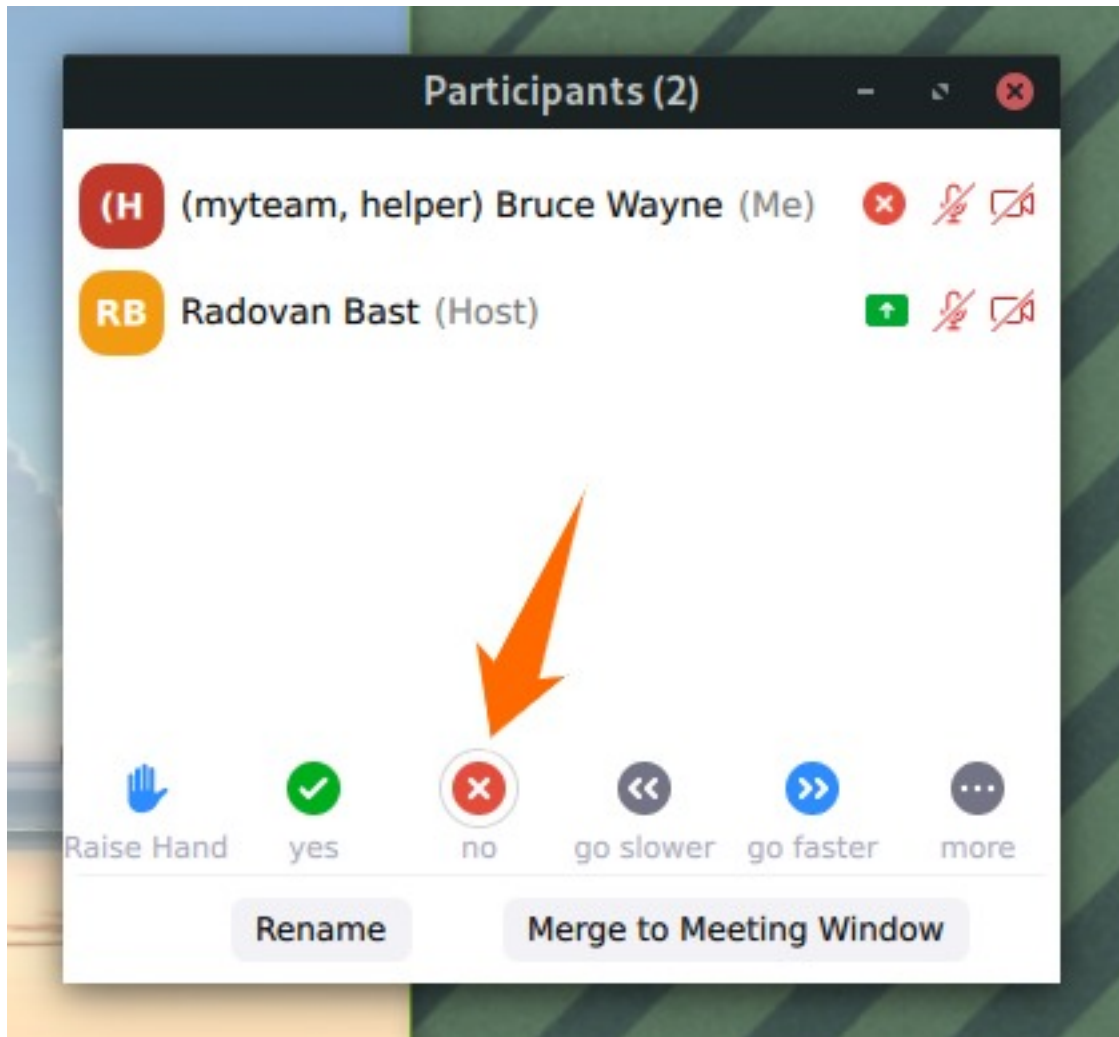 Participants (2)
(H (myteam, helper) Bruce Wayne (Me)
RB Radovan Bast (Host)
Raise Hand yes no go slower go faster more
Rename Merge to Meeting Window